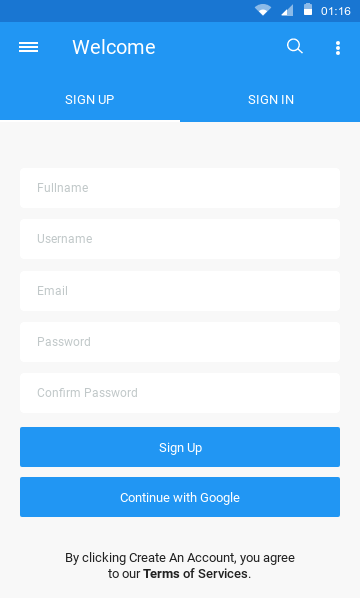 01:16
Welcome
SIGN UP
SIGN IN
Fullname
Username
Email
Password
Confirm Password
Sign Up
Continue with Google
By clicking Create An Account, you agree
to our Terms of Services.